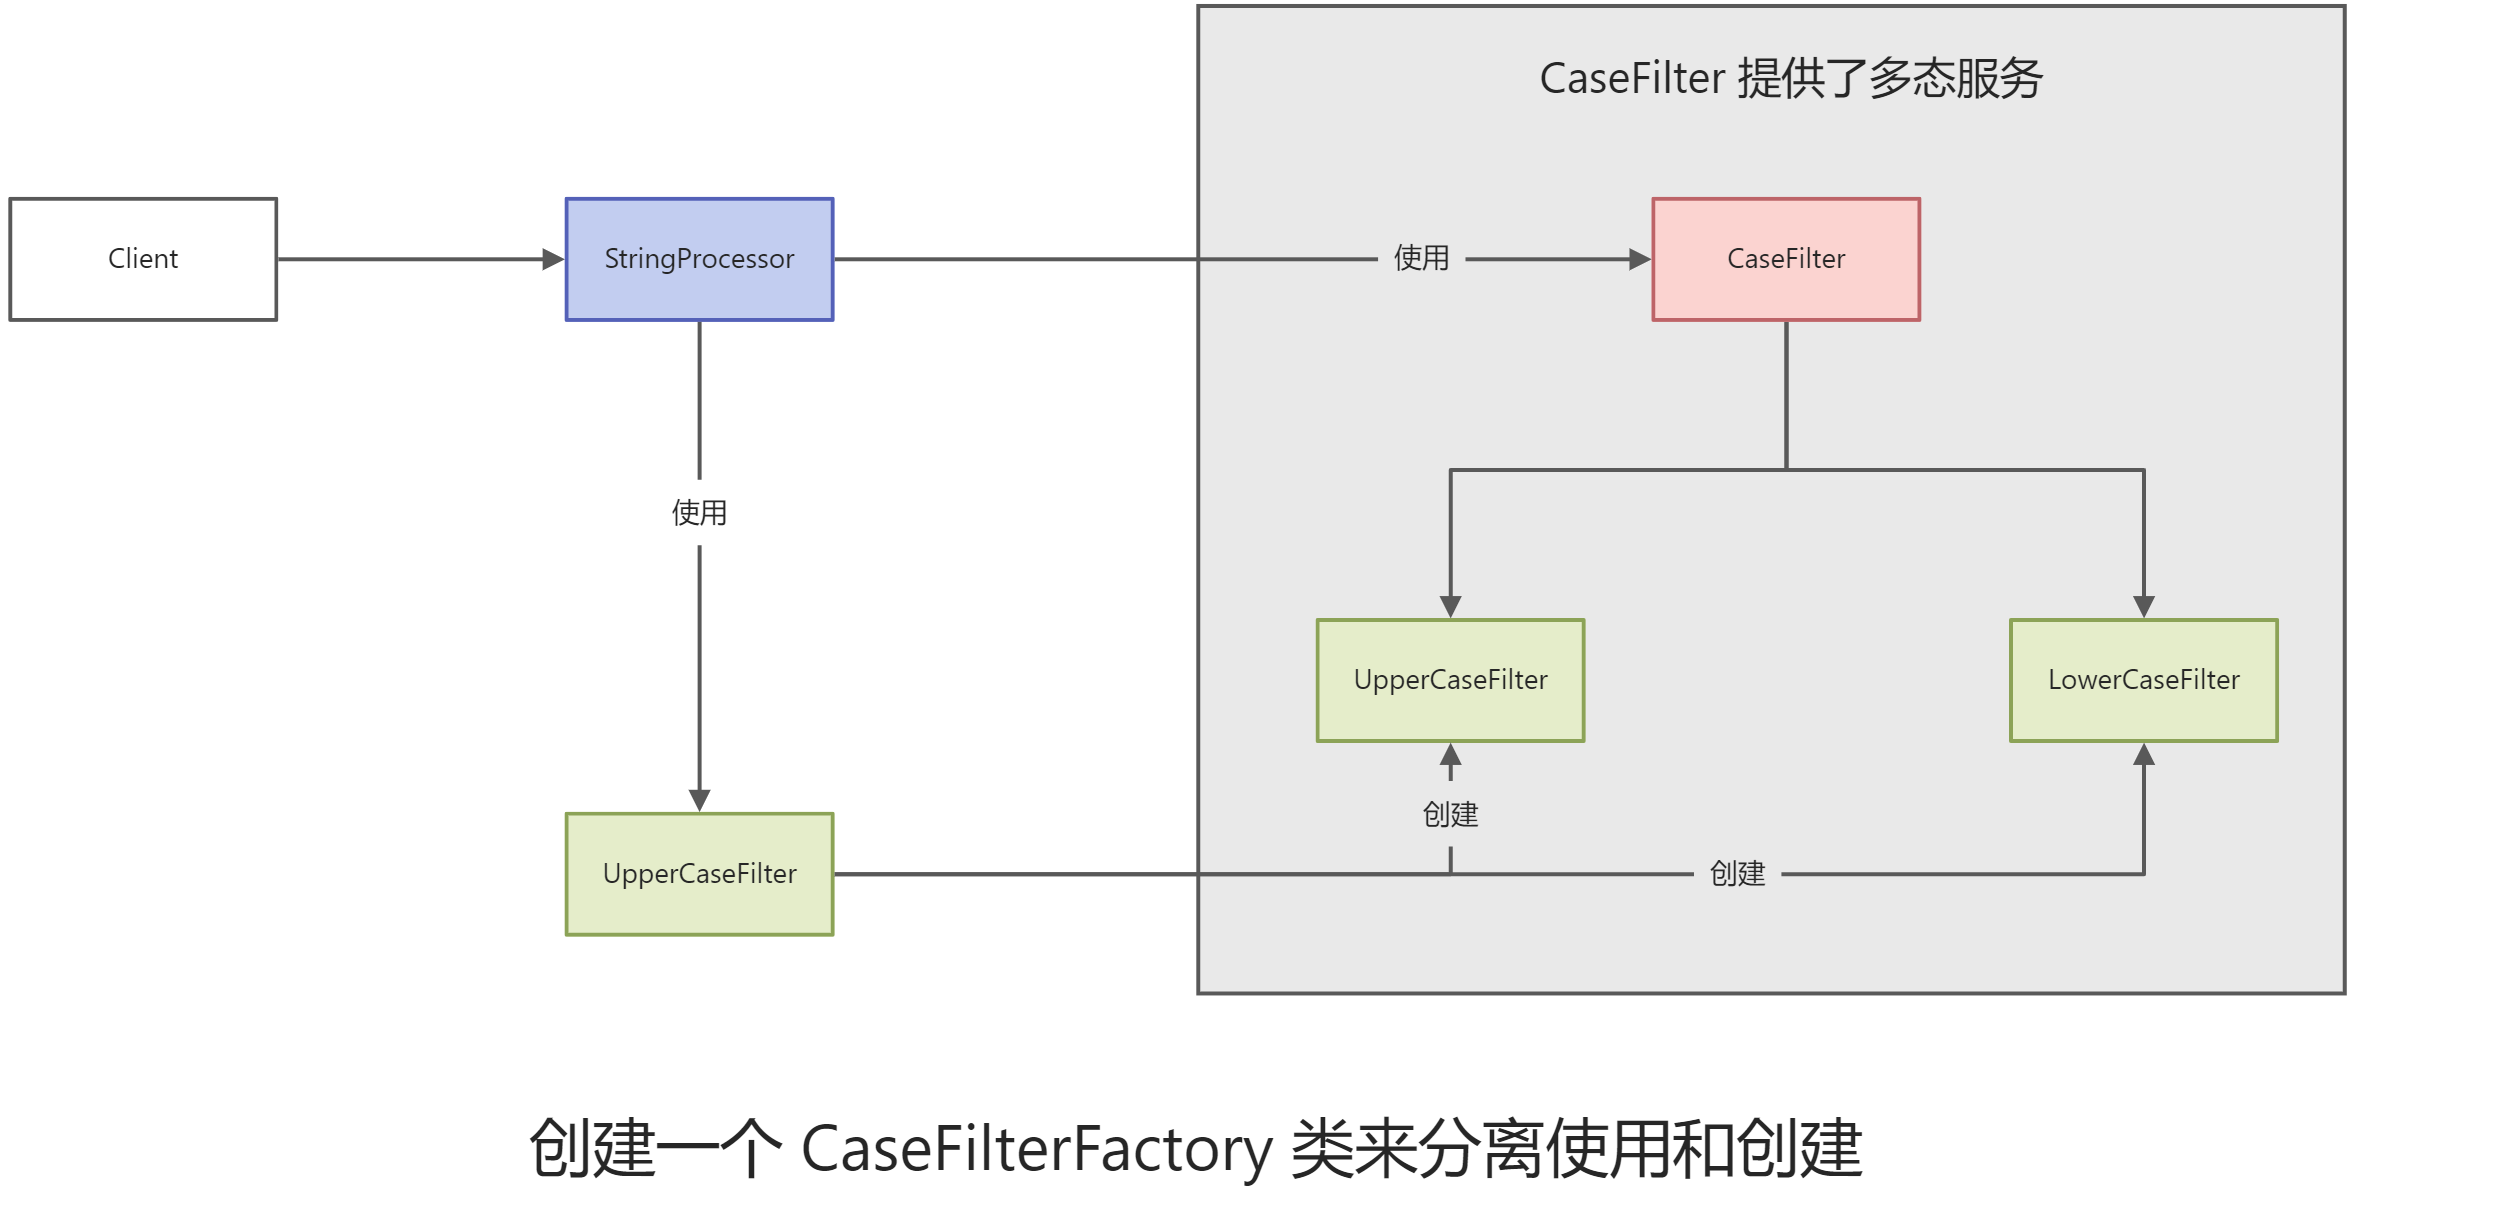 CaseFilter 提供了多态服务
Client
StringProcessor
使用
CaseFilter
使用
UpperCaseFilter
LowerCaseFilter
创建
UpperCaseFilter
创建
创建一个 CaseFilterFactory 类来分离使用和创建